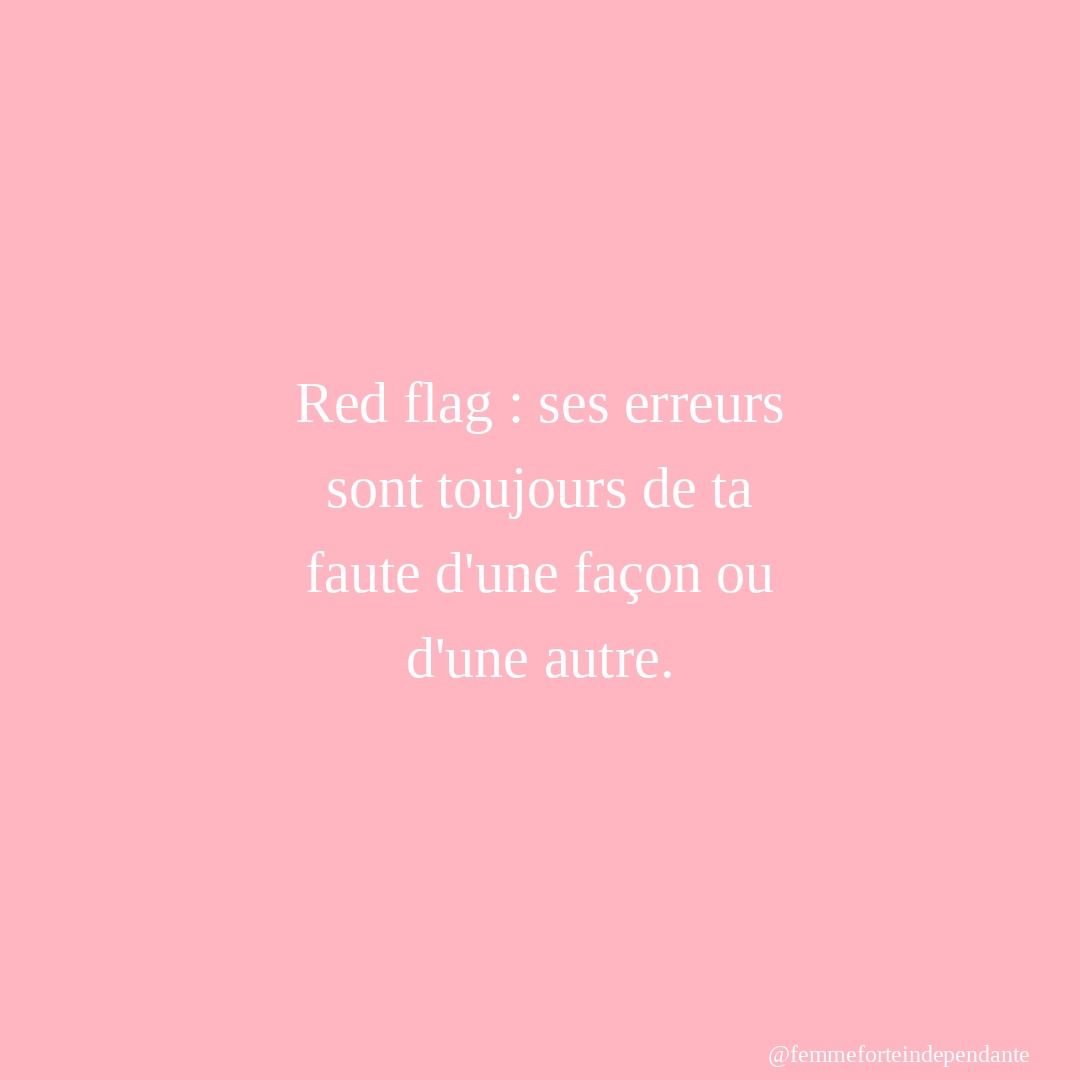 Red flag : ses erreurs
sont toujours de ta
faute d'une façon ou
d'une autre.
@femmeforteindependante